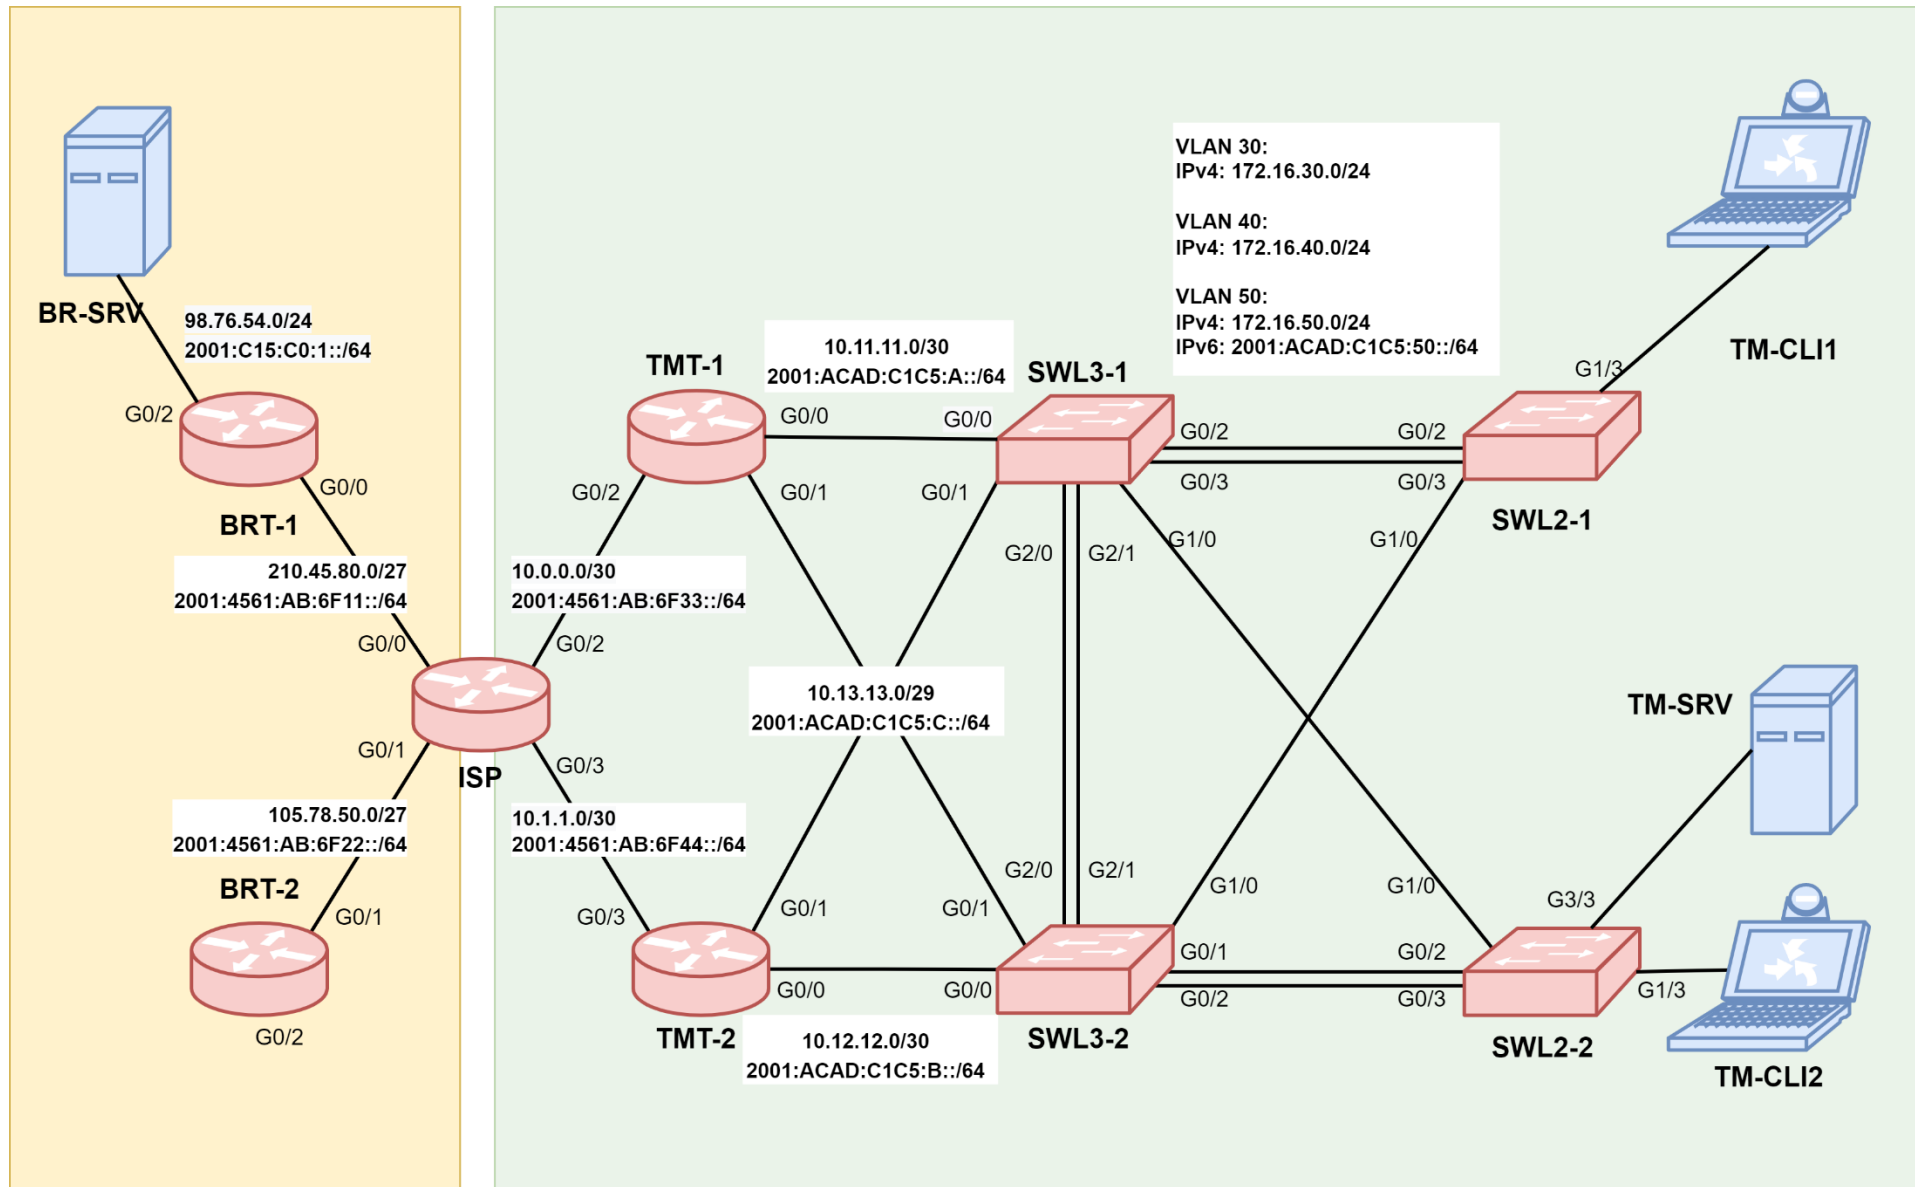 VLAN 30:
IPv4: 172.16.30.0/24
VLAN 40:
IPv4: 172.16.40.0/24
VLAN 50:
IPv4: 172.16.50.0/24
IPv6: 2001:ACAD:C1C5:50::/64
BR-SRV
98.76.54.0/24
2001:C15:C0:1::/64
G0/2
G0/0
BRT-1
210.45.80.0/27
2001:4561:AB:6F11::/64
G0/0
ISP
G0/1
105.78.50.0/27
2001:4561:AB:6F22::/64
BRT-2
G0/1
G0/2
TMT-1
G0/0
G0/1
G0/2
10.0.0.0/30
2001:4561:AB:6F33::/64
G0/2
G0/3
10.1.1.0/30
2001:4561:AB:6F44::/64
G0/3
G0/1
G0/0
TMT-2
10.11.11.0/30
2001:ACAD:C1C5:A::/64
10.13.13.0/29
2001:ACAD:C1C5:C::/64
10.12.12.0/30
2001:ACAD:C1C5:B::/64
SWL3-1
G0/0
G0/1
G0/2
G0/3
G2/0
G2/1
G1/0
G2/0
G2/1
G1/0
G0/1
G0/0
G0/1
G0/2
SWL3-2
G0/2
G0/3
G1/0
G1/3
SWL2-1
TM-CLI1
TM-SRV
G1/0
G3/3
G0/2
G0/3
G1/3
SWL2-2
TM-CLI2